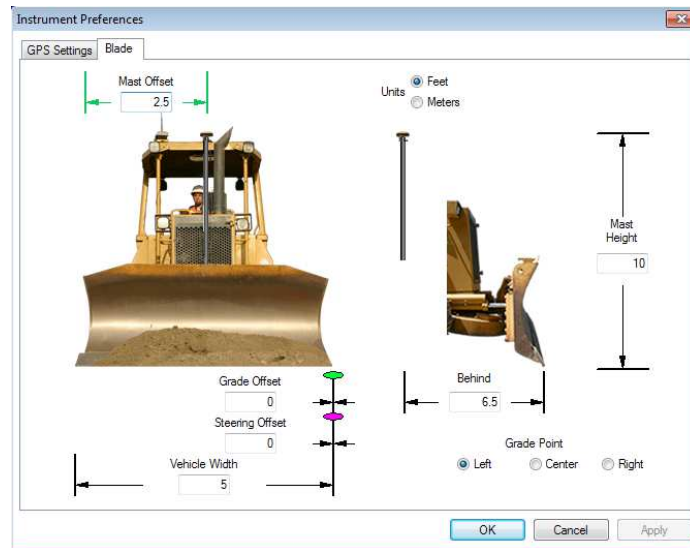 Instrument Preferences
GPS Settings
Blade
Mast Offset
2.5
Units
Feet
Meters
Mast
Height
10
Grade Offset
0
Steering Offset
0
Vehicle Width
5
Behind
6.5
Grade Point
Left
Center
Right
OK
Cancel
Apply